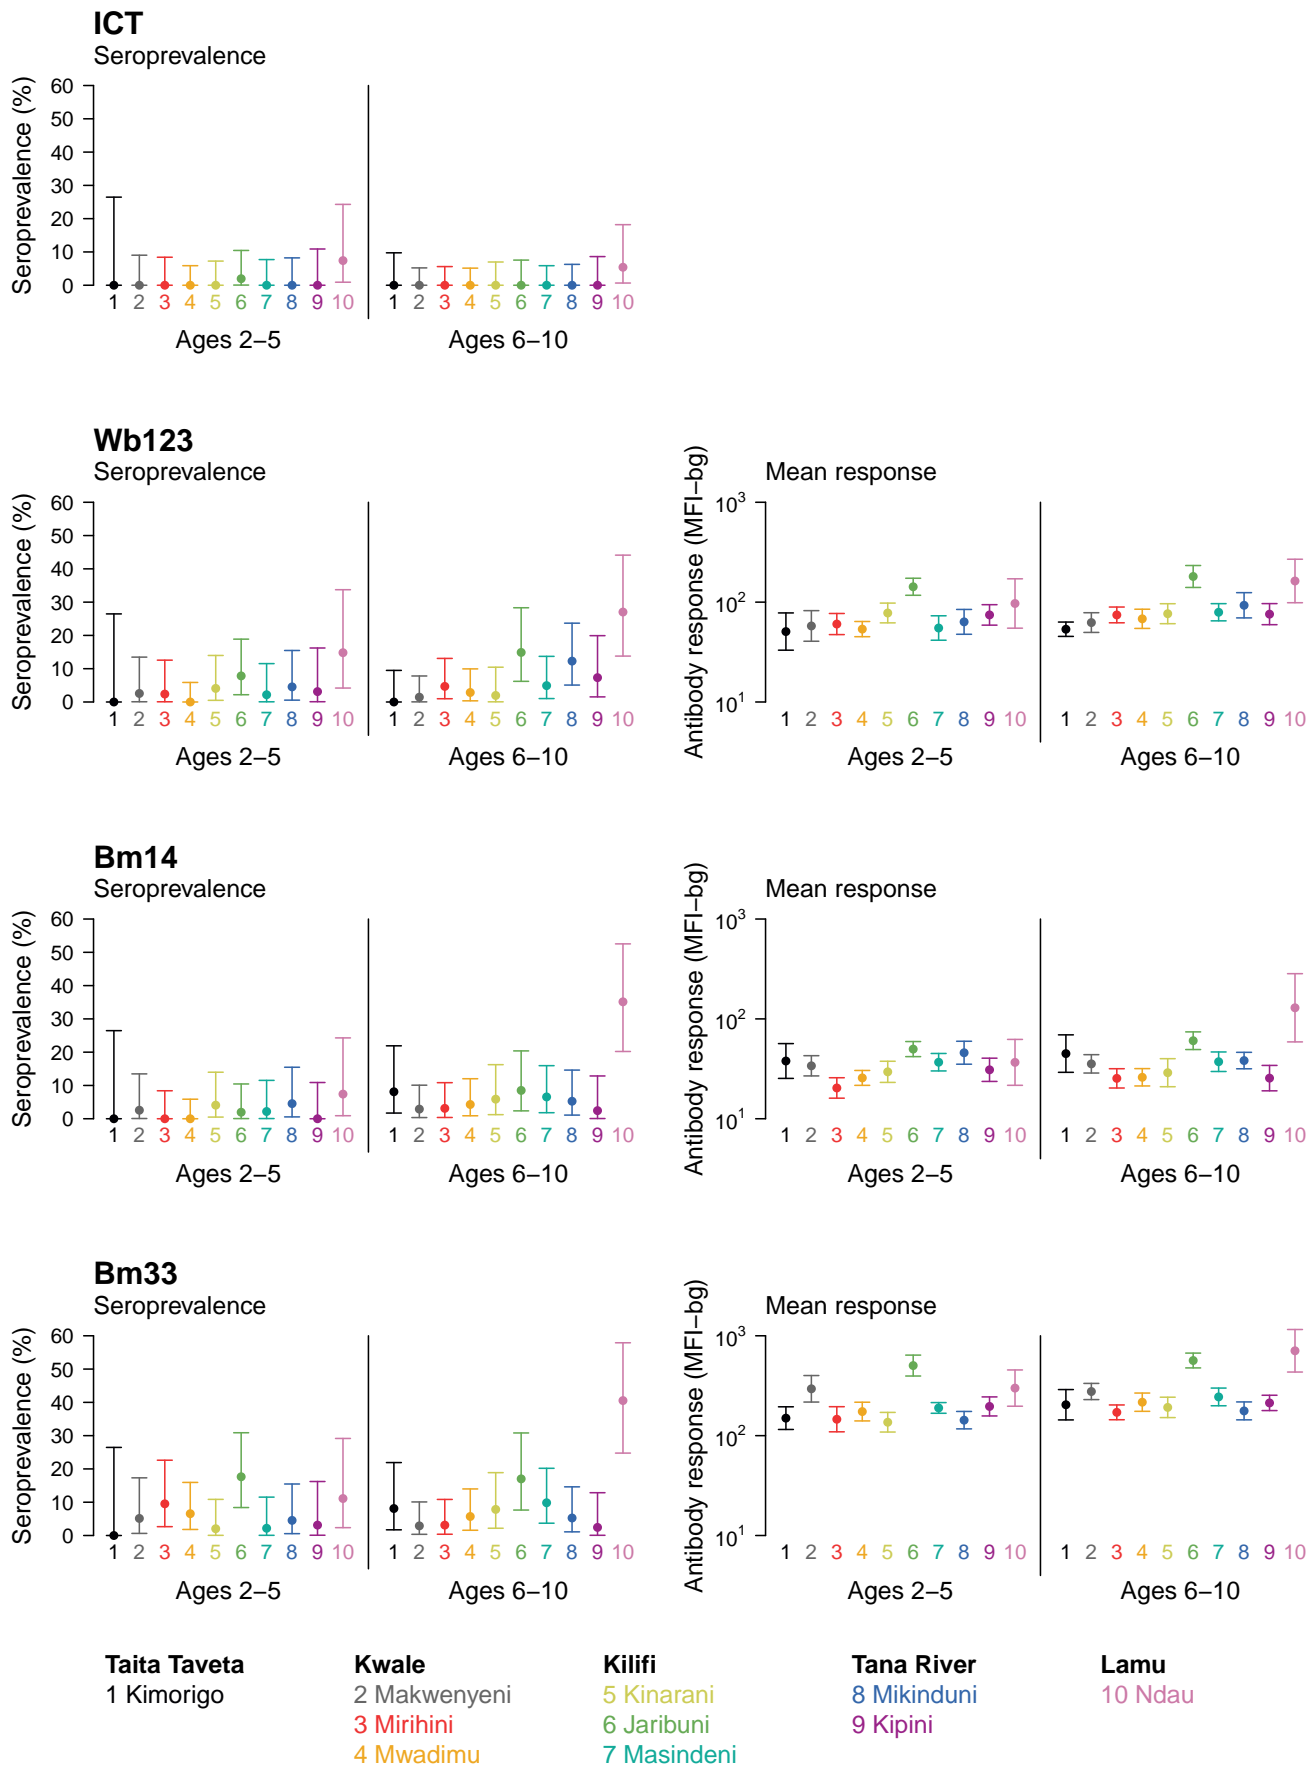 ICT
Seroprevalence
Seroprevalence (%)
60
50
40
30
20
10
0
1 2 3 4 5 6 7 8 9 10
1 2 3 4 5 6 7 8 9 10
Ages 2–5
Ages 6–10
Wb123
Seroprevalence
Seroprevalence (%)
60
50
40
30
20
10
0
1 2 3 4 5 6 7 8 9 10
1 2 3 4 5 6 7 8 9 10
Ages 2–5
Ages 6–10
Mean response
Antibody response (MFI–bg)
10³
10²
10¹
1 2 3 4 5 6 7 8 9 10
1 2 3 4 5 6 7 8 9 10
Ages 2–5
Ages 6–10
Bm14
Seroprevalence
Seroprevalence (%)
60
50
40
30
20
10
0
1 2 3 4 5 6 7 8 9 10
1 2 3 4 5 6 7 8 9 10
Ages 2–5
Ages 6–10
Mean response
Antibody response (MFI–bg)
10³
10²
10¹
1 2 3 4 5 6 7 8 9 10
1 2 3 4 5 6 7 8 9 10
Ages 2–5
Ages 6–10
Bm33
Seroprevalence
Seroprevalence (%)
60
50
40
30
20
10
0
1 2 3 4 5 6 7 8 9 10
1 2 3 4 5 6 7 8 9 10
Ages 2–5
Ages 6–10
Mean response
Antibody response (MFI–bg)
10³
10²
10¹
1 2 3 4 5 6 7 8 9 10
1 2 3 4 5 6 7 8 9 10
Ages 2–5
Ages 6–10
Taita Taveta
1 Kimorigo
Kwale
2 Makwenyeni
3 Mirihini
4 Mwadimu
Kilifi
5 Kinarani
6 Jaribuni
7 Masindeni
Tana River
8 Mikinduni
9 Kipini
Lamu
10 Ndau